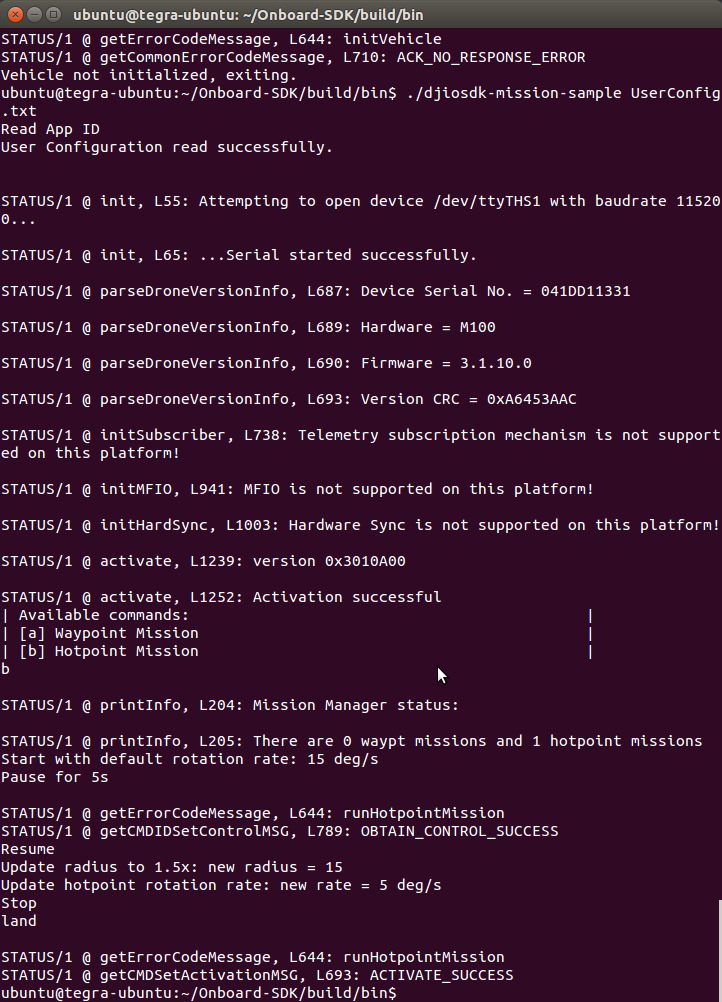 ubuntu@tegra-ubuntu: ~/Onboard-SDK/build/bin
STATUS/1 @ getErrorCodeMessage, L644: initVehicle
STATUS/1 @ getCommonErrorCodeMessage, L710: ACK_NO_RESPONSE_ERROR
Vehicle not initialized, exiting.
ubuntu@tegra-ubuntu:~/Onboard-SDK/build/bin$ ./djiosdk-mission-sample UserConfig
.txt
Read App ID
User Configuration read successfully.
STATUS/1 @ init, L55: Attempting to open device /dev/ttyTHS1 with baudrate 11520
0...
STATUS/1 @ init, L65: ...Serial started successfully.
STATUS/1 @ parseDroneVersionInfo, L687: Device Serial No. = 041DD11331
STATUS/1 @ parseDroneVersionInfo, L689: Hardware = M100
STATUS/1 @ parseDroneVersionInfo, L690: Firmware = 3.1.10.0
STATUS/1 @ parseDroneVersionInfo, L693: Version CRC = 0xA6453AAC
STATUS/1 @ initSubscriber, L738: Telemetry subscription mechanism is not support
ed on this platform!
STATUS/1 @ initMFIO, L941: MFIO is not supported on this platform!
STATUS/1 @ initHardSync, L1003: Hardware Sync is not supported on this platform!
STATUS/1 @ activate, L1239: version 0x3010A00
STATUS/1 @ activate, L1252: Activation successful
| Available commands: |
| [a] Waypoint Mission |
| [b] Hotpoint Mission |
b
STATUS/1 @ printInfo, L204: Mission Manager status:
STATUS/1 @ printInfo, L205: There are 0 waypt missions and 1 hotpoint missions
Start with default rotation rate: 15 deg/s
Pause for 5s
STATUS/1 @ getErrorCodeMessage, L644: runHotpointMission
STATUS/1 @ getCMDIDSetControlMSG, L789: OBTAIN_CONTROL_SUCCESS
Resume
Update radius to 1.5x: new radius = 15
Update hotpoint rotation rate: new rate = 5 deg/s
Stop
land
STATUS/1 @ getErrorCodeMessage, L644: runHotpointMission
STATUS/1 @ getCMDSetActivationMSG, L693: ACTIVATE_SUCCESS
ubuntu@tegra-ubuntu:~/Onboard-SDK/build/bin$